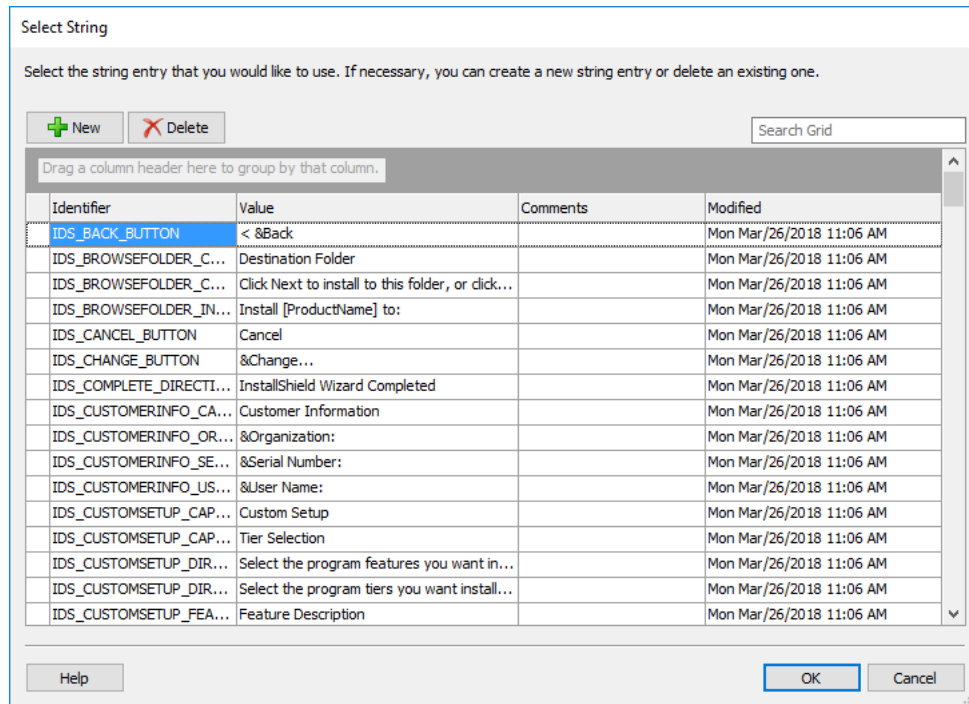 Select String
Select the string entry that you would like to use. If necessary, you can create a new string entry or delete an existing one.
New Delete Search Grid
Drag a column header here to group by that column.
Identifier Value Comments Modified
IDS_BACK_BUTTON < &Back Mon Mar/26/2018 11:06 AM
IDS_BROWSEFOLDER_C... Destination Folder Mon Mar/26/2018 11:06 AM
IDS_BROWSEFOLDER_C... Click Next to install to this folder, or click... Mon Mar/26/2018 11:06 AM
IDS_BROWSEFOLDER_IN... Install [ProductName] to: Mon Mar/26/2018 11:06 AM
IDS_CANCEL_BUTTON Cancel Mon Mar/26/2018 11:06 AM
IDS_CHANGE_BUTTON &Change... Mon Mar/26/2018 11:06 AM
IDS_COMPLETE_DIRECTI... InstallShield Wizard Completed Mon Mar/26/2018 11:06 AM
IDS_CUSTOMERINFO_CA... Customer Information Mon Mar/26/2018 11:06 AM
IDS_CUSTOMERINFO_OR... &Organization: Mon Mar/26/2018 11:06 AM
IDS_CUSTOMERINFO_SE... &Serial Number: Mon Mar/26/2018 11:06 AM
IDS_CUSTOMERINFO_US... &User Name: Mon Mar/26/2018 11:06 AM
IDS_CUSTOMSETUP_CAP... Custom Setup Mon Mar/26/2018 11:06 AM
IDS_CUSTOMSETUP_CAP... Tier Selection Mon Mar/26/2018 11:06 AM
IDS_CUSTOMSETUP_DIR... Select the program features you want in... Mon Mar/26/2018 11:06 AM
IDS_CUSTOMSETUP_DIR... Select the program tiers you want install... Mon Mar/26/2018 11:06 AM
IDS_CUSTOMSETUP_FEA... Feature Description Mon Mar/26/2018 11:06 AM
Help OK Cancel